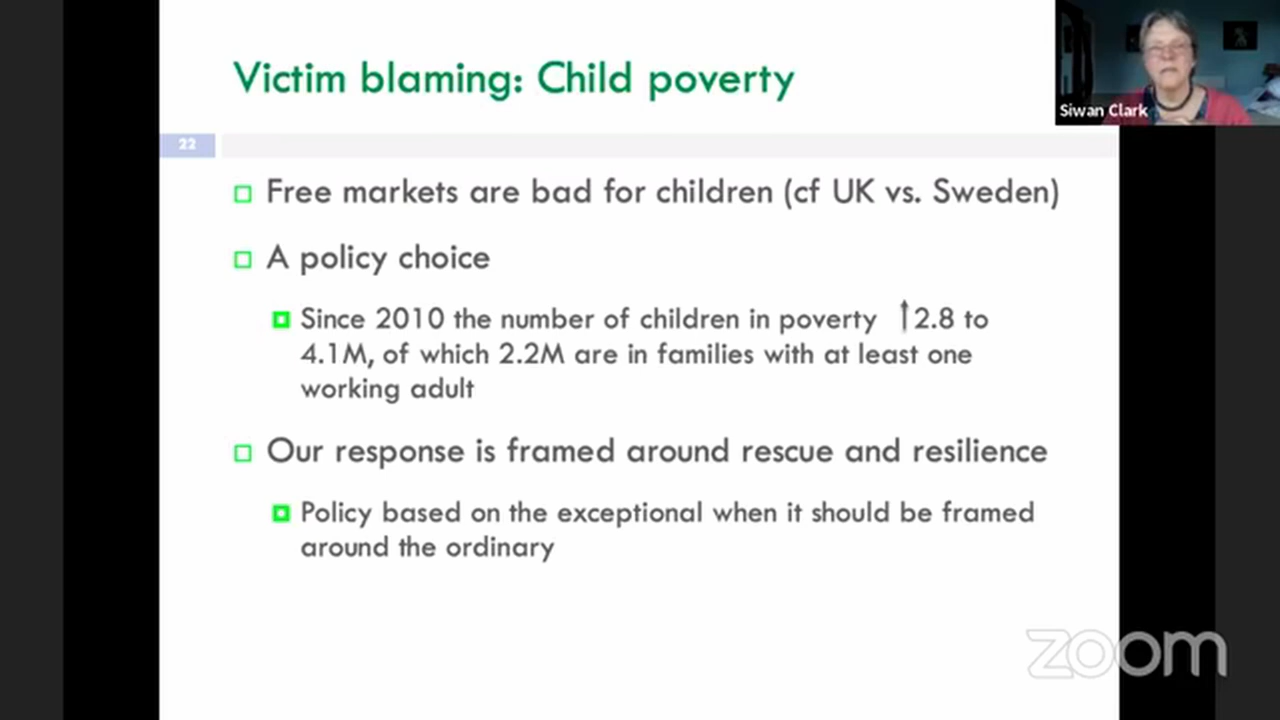 Victim blaming: Child poverty
Siwan Clark
22
Free markets are bad for children (cf UK vs. Sweden)
A policy choice
Since 2010 the number of children in poverty ↑2.8 to
4.1M, of which 2.2M are in families with at least one
working adult
Our response is framed around rescue and resilience
Policy based on the exceptional when it should be framed
around the ordinary
zoom